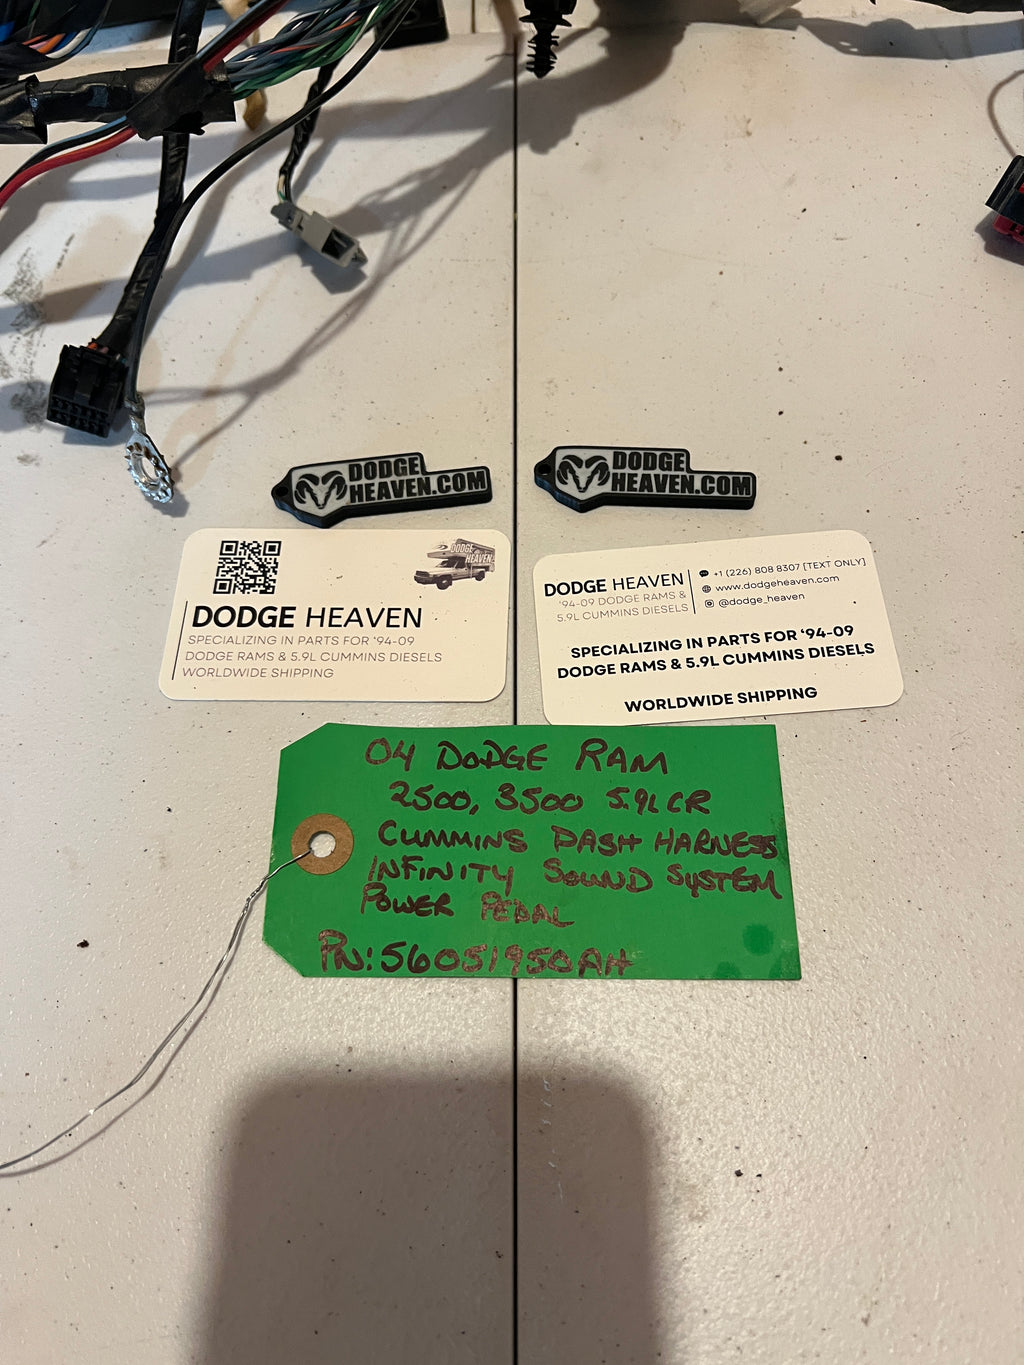 DODGE
HEAVEN.COM
DODGE
HEAVEN.COM
DODGE
HEAVEN
DODGE HEAVEN
SPECIALIZING IN PARTS FOR '94-09
DODGE RAMS & 5.9L CUMMINS DIESELS
WORLDWIDE SHIPPING
DODGE HEAVEN
'94-09 DODGE RAMS &
5.9L CUMMINS DIESELS
+1 (226) 808 8307 [TEXT ONLY]
www.dodgeheaven.com
@dodge_heaven
SPECIALIZING IN PARTS FOR '94-09
DODGE RAMS & 5.9L CUMMINS DIESELS
WORLDWIDE SHIPPING
04 DODGE RAM
2500, 3500 5.9L CR
CUMMINS DASH HARNESS
INFINITY SOUND SYSTEM
POWER PEDAL
PN: 56051950AH